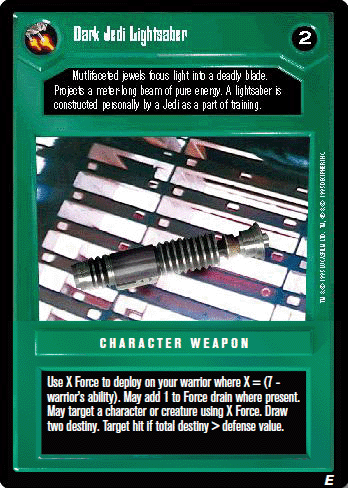 Dark Jedi Lightsaber
2
Mutlifaceted jewels focus light into a deadly blade.
Projects a meter-long beam of pure energy. A lightsaber is
constructed personally by a Jedi as a part of training.
CHARACTER WEAPON
Use X Force to deploy on your warrior where X = (7 -
warrior's ability). May add 1 to Force drain where present.
May target a character or creature using X Force. Draw
two destiny. Target hit if total destiny > defense value.
E